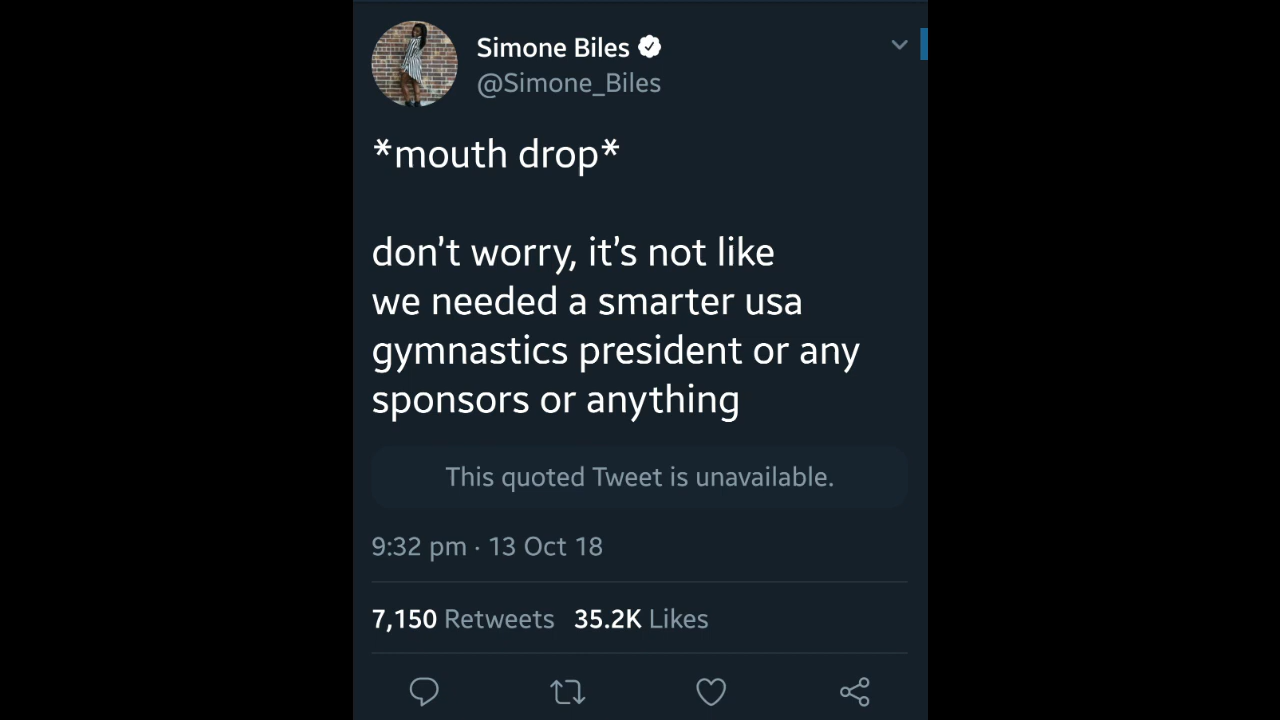 Simone Biles
@Simone_Biles
*mouth drop*
don't worry, it's not like
we needed a smarter usa
gymnastics president or any
sponsors or anything
This quoted Tweet is unavailable.
9:32 pm · 13 Oct 18
7,150 Retweets 35.2K Likes